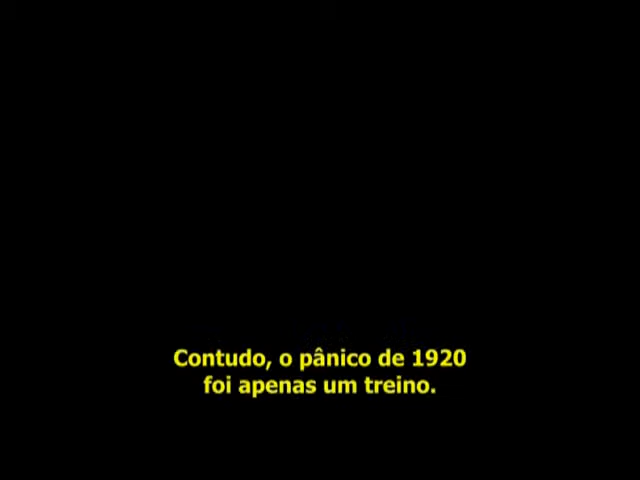 Contudo, o pânico de 1920
foi apenas um treino.